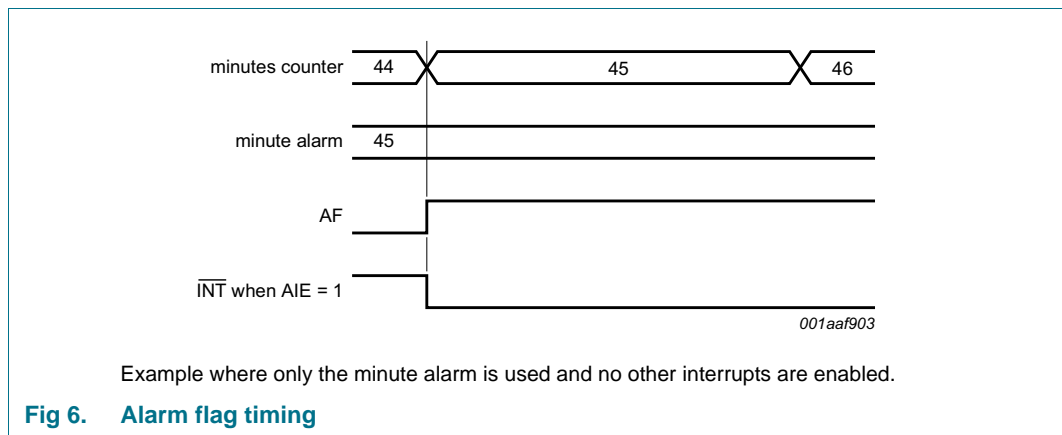 minutes counter 44 45 46
minute alarm 45
AF
INT when AIE = 1
001aaf903
Example where only the minute alarm is used and no other interrupts are enabled.
Fig 6. Alarm flag timing